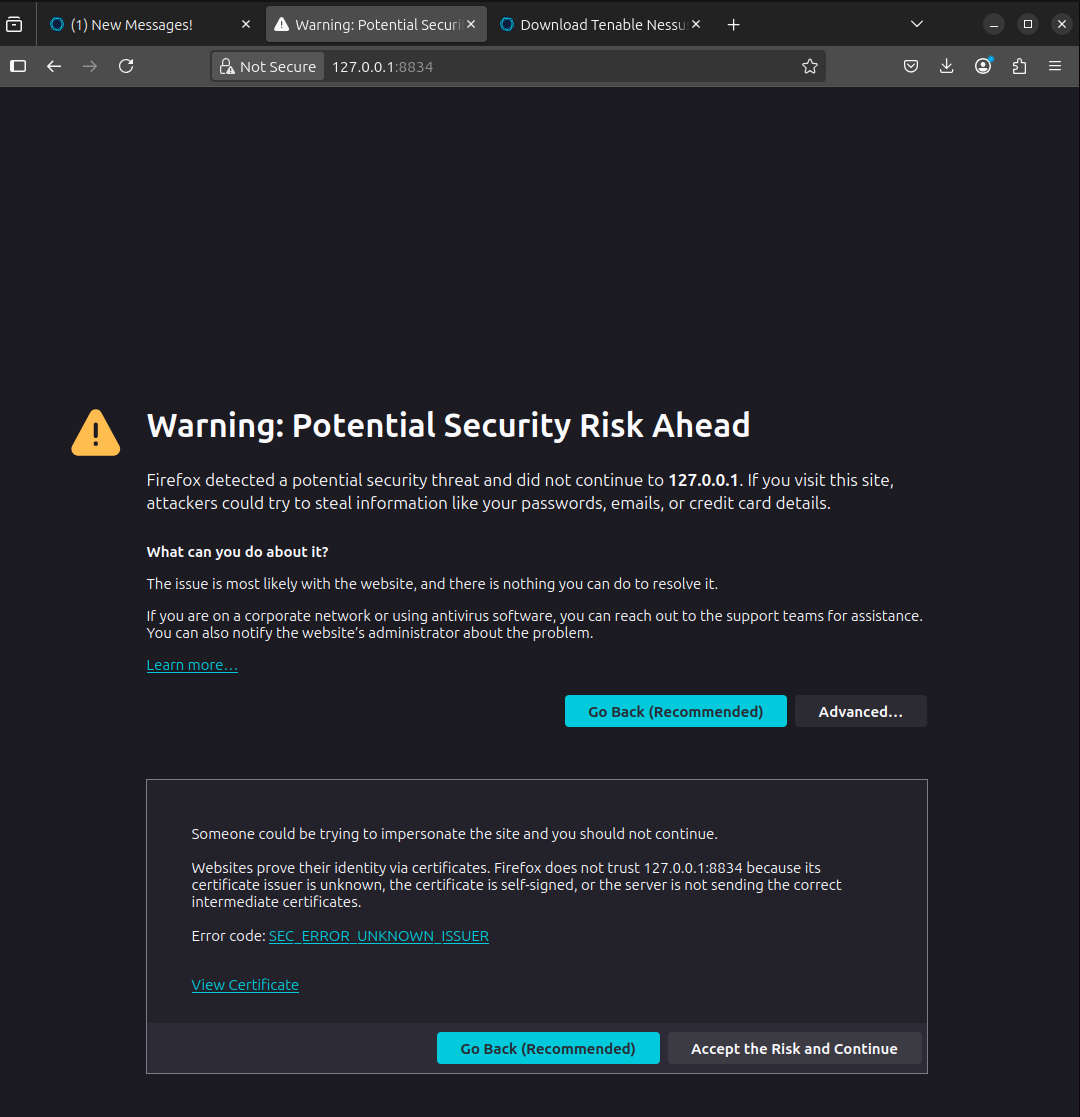 (1) New Messages!
Warning: Potential Securi
Download Tenable Nessu
Not Secure
127.0.0.1:8834
Warning: Potential Security Risk Ahead
Firefox detected a potential security threat and did not continue to 127.0.0.1. If you visit this site,
attackers could try to steal information like your passwords, emails, or credit card details.
What can you do about it?
The issue is most likely with the website, and there is nothing you can do to resolve it.
If you are on a corporate network or using antivirus software, you can reach out to the support teams for assistance.
You can also notify the website’s administrator about the problem.
Learn more…
Go Back (Recommended)
Advanced…
Someone could be trying to impersonate the site and you should not continue.
Websites prove their identity via certificates. Firefox does not trust 127.0.0.1:8834 because its
certificate issuer is unknown, the certificate is self-signed, or the server is not sending the correct
intermediate certificates.
Error code: SEC_ERROR_UNKNOWN_ISSUER
View Certificate
Go Back (Recommended)
Accept the Risk and Continue